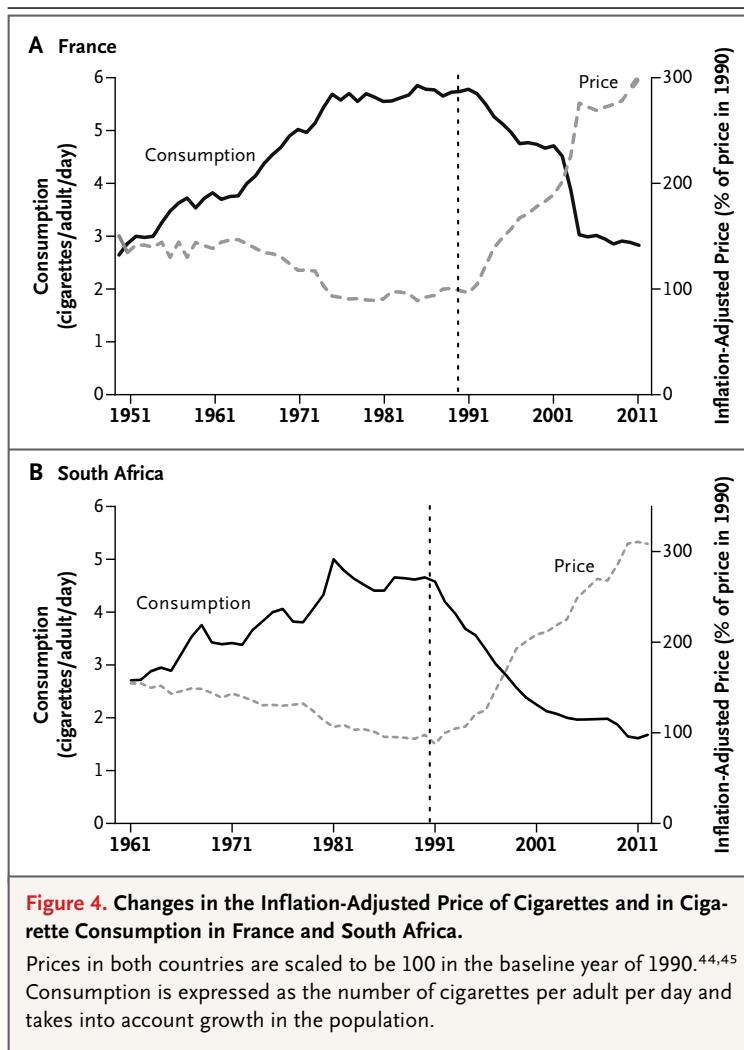 A France
Consumption
(cigarettes/adult/day)
6
5
4
3
2
1
0
Consumption
Price
300
200
100
0
Inflation-Adjusted Price (% of price in 1990)
1951 1961 1971 1981 1991 2001 2011
B South Africa
Consumption
(cigarettes/adult/day)
6
5
4
3
2
1
0
Consumption
Price
300
200
100
0
Inflation-Adjusted Price (% of price in 1990)
1961 1971 1981 1991 2001 2011
Figure 4. Changes in the Inflation-Adjusted Price of Cigarettes and in Ciga-
rette Consumption in France and South Africa.
Prices in both countries are scaled to be 100 in the baseline year of 1990.44,45
Consumption is expressed as the number of cigarettes per adult per day and
takes into account growth in the population.